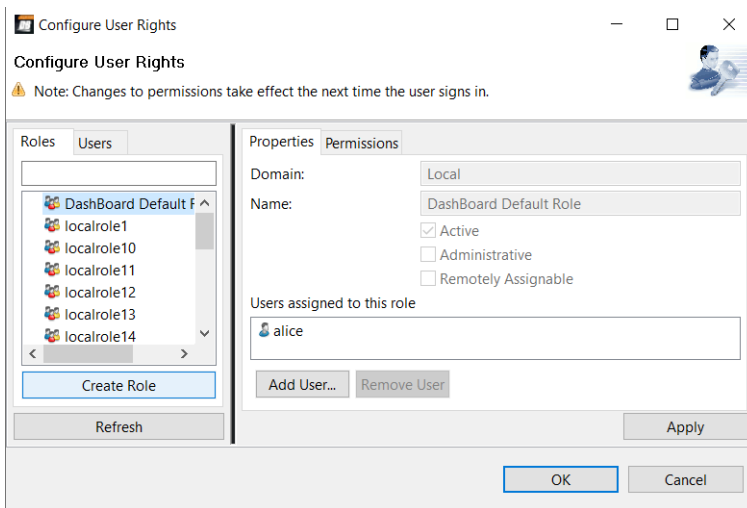 Configure User Rights
Configure User Rights
Note: Changes to permissions take effect the next time the user signs in.
Roles
Users
DashBoard Default R
localrole1
localrole10
localrole11
localrole12
localrole13
localrole14
Create Role
Refresh
Properties
Permissions
Domain:
Local
Name:
DashBoard Default Role
Active
Administrative
Remotely Assignable
Users assigned to this role
alice
Add User...
Remove User
Apply
OK
Cancel